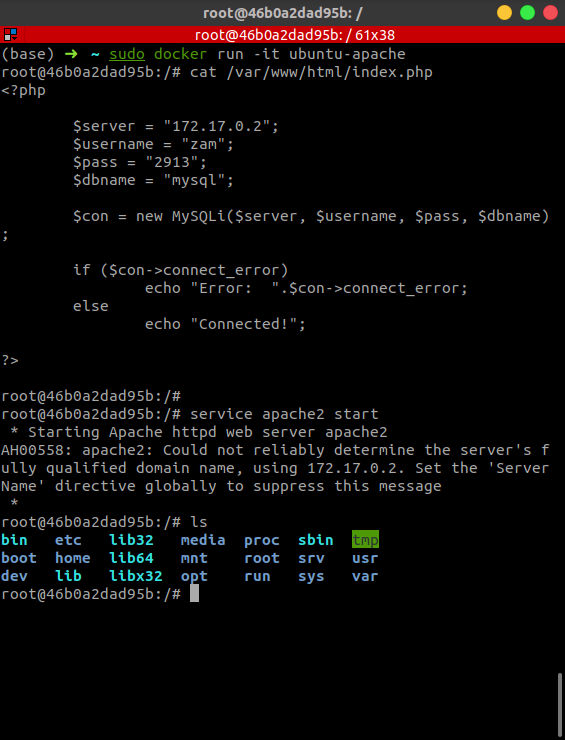 root@46b0a2dad95b: /
root@46b0a2dad95b: / 61x38
(base) ➜ ~ sudo docker run -it ubuntu-apache
root@46b0a2dad95b:/# cat /var/www/html/index.php
<?php
$server = "172.17.0.2";
$username = "zam";
$pass = "2913";
$dbname = "mysql";
$con = new MySQLi($server, $username, $pass, $dbname)
;
if ($con->connect_error)
echo "Error:  ".$con->connect_error;
else
echo "Connected!";
?>
root@46b0a2dad95b:/#
root@46b0a2dad95b:/# service apache2 start
* Starting Apache httpd web server apache2
AH00558: apache2: Could not reliably determine the server's f
ully qualified domain name, using 172.17.0.2. Set the 'Server
Name' directive globally to suppress this message
*
root@46b0a2dad95b:/# ls
bin etc lib32 media proc sbin tmp
boot home lib64 mnt root srv usr
dev lib libx32 opt run sys var
root@46b0a2dad95b:/#